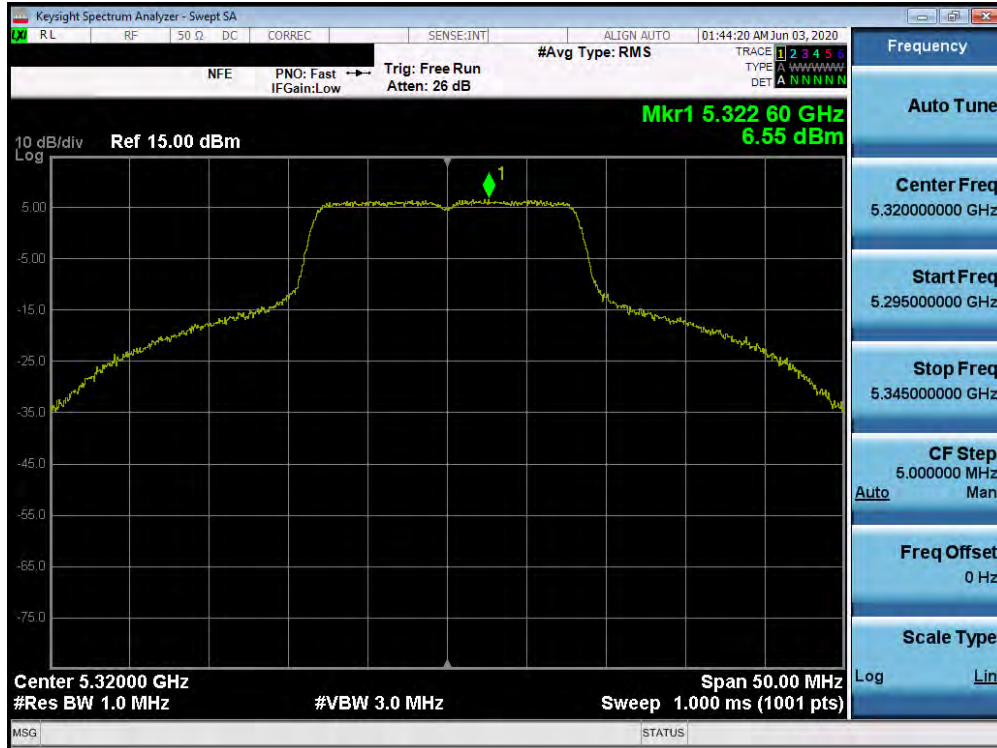 Keysight Spectrum Analyzer - Swept SA
LXI RL RF 50 Ω DC CORREC SENSE:INT ALIGN AUTO 01:44:20 AM Jun 03, 2020
NFE PNO: Fast Trig: Free Run #Avg Type: RMS TRACE 1 2 3 4 5 6
IFGain:Low Atten: 26 dB TYPE A WWWWW
DET A N N N N N
Mkr1 5.322 60 GHz
6.55 dBm
10 dB/div Ref 15.00 dBm
Log
1
5.00
-5.00
-15.0
-25.0
-35.0
-45.0
-55.0
-65.0
-75.0
Center 5.32000 GHz Span 50.00 MHz
#Res BW 1.0 MHz #VBW 3.0 MHz Sweep 1.000 ms (1001 pts)
MSG STATUS
Frequency
Auto Tune
Center Freq
5.320000000 GHz
Start Freq
5.295000000 GHz
Stop Freq
5.345000000 GHz
CF Step
5.000000 MHz
Auto Man
Freq Offset
0 Hz
Scale Type
Log Lin